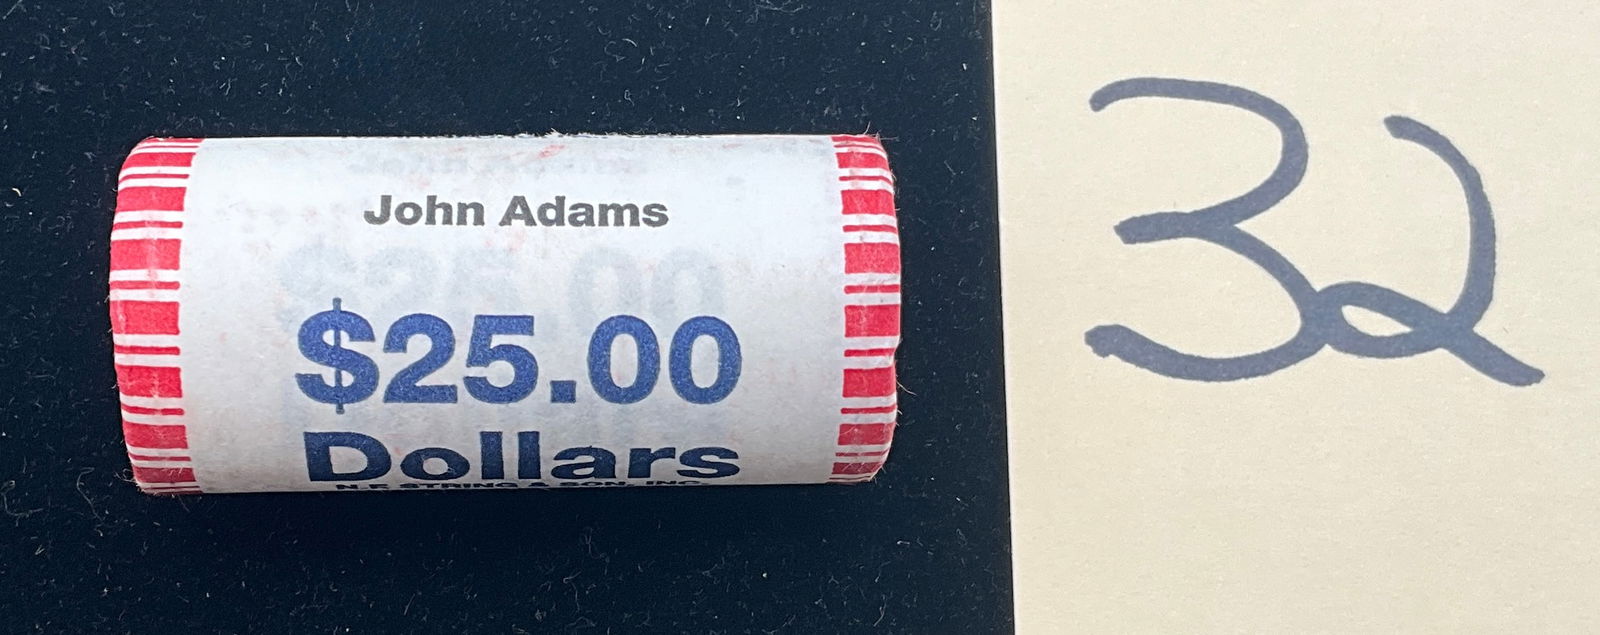 John Adams
$25.00
Dollars
N.F. STRING & SON, INC.
32